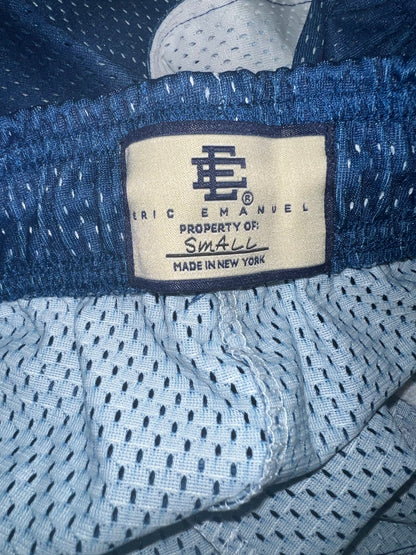 EE®
ERIC EMANUEL
PROPERTY OF:
SMALL
MADE IN NEW YORK